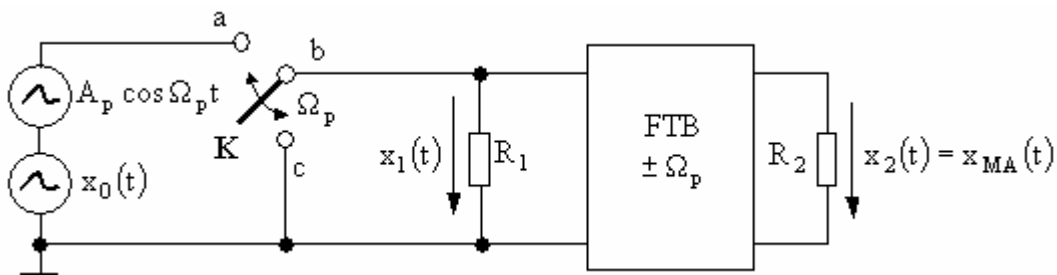 a
b
A_p cos Ω_p t
Ω_p
K
c
x_0(t)
x_1(t)
R_1
FTB
± Ω_p
R_2
x_2(t) = x_MA(t)